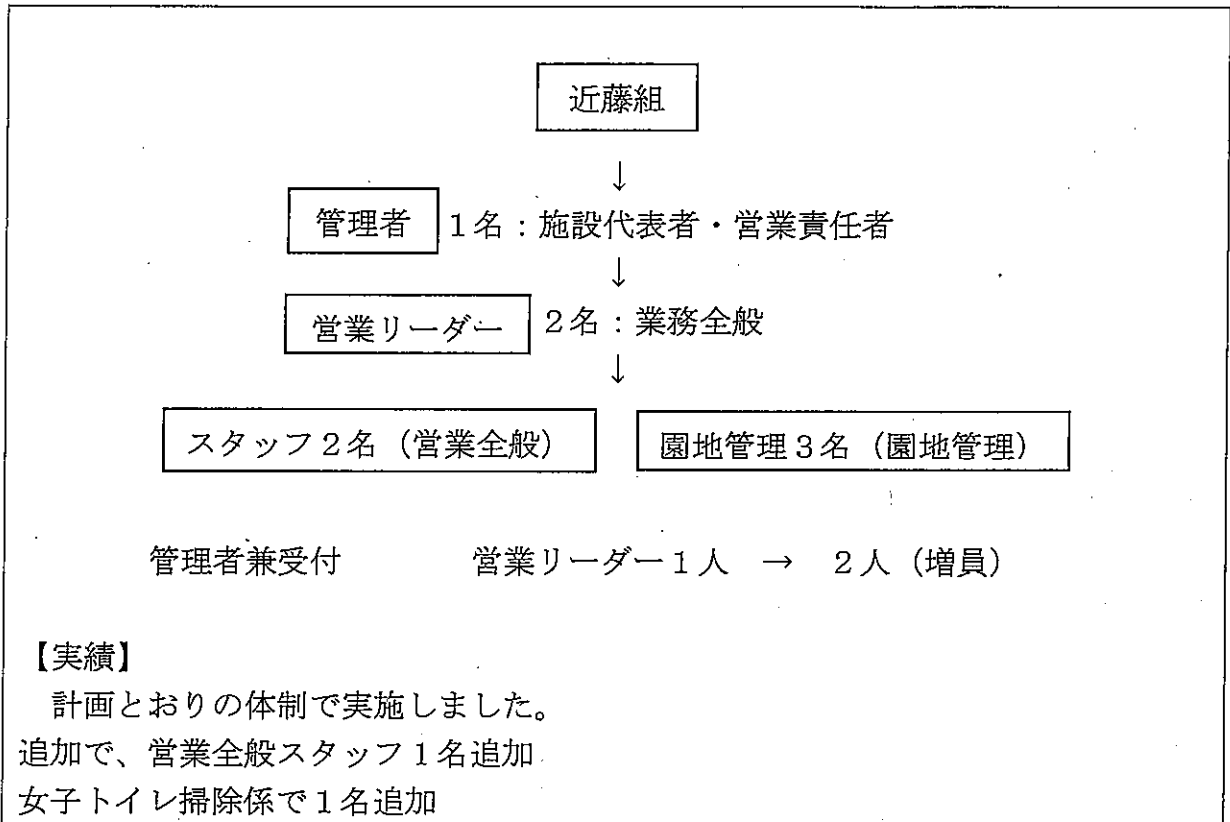 近藤組
↓
管理者 1名：施設代表者・営業責任者
↓
営業リーダー 2名：業務全般
↓
スタッフ2名（営業全般） 園地管理3名（園地管理）
管理者兼受付 営業リーダー1人 → 2人（増員）
【実績】
計画とおりの体制で実施しました。
追加で、営業全般スタッフ1名追加
女子トイレ掃除係で1名追加